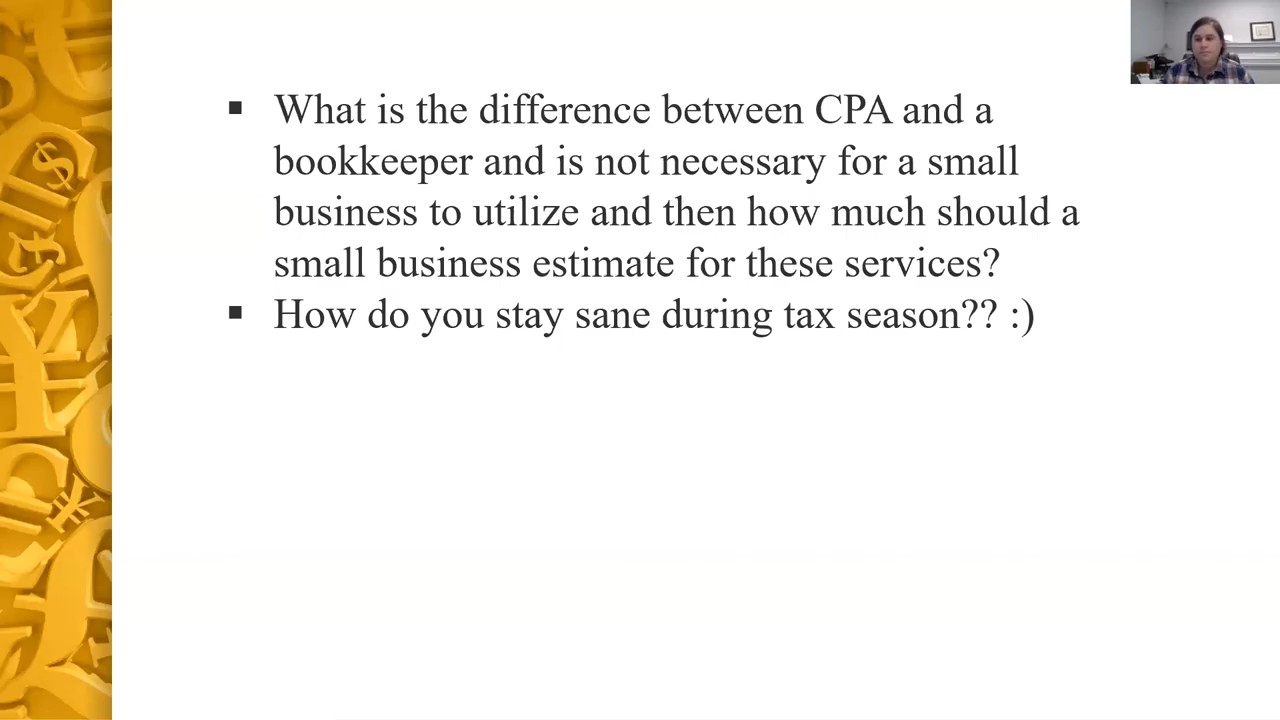 ▪ What is the difference between CPA and a
bookkeeper and is not necessary for a small
business to utilize and then how much should a
small business estimate for these services?
▪ How do you stay sane during tax season?? :)